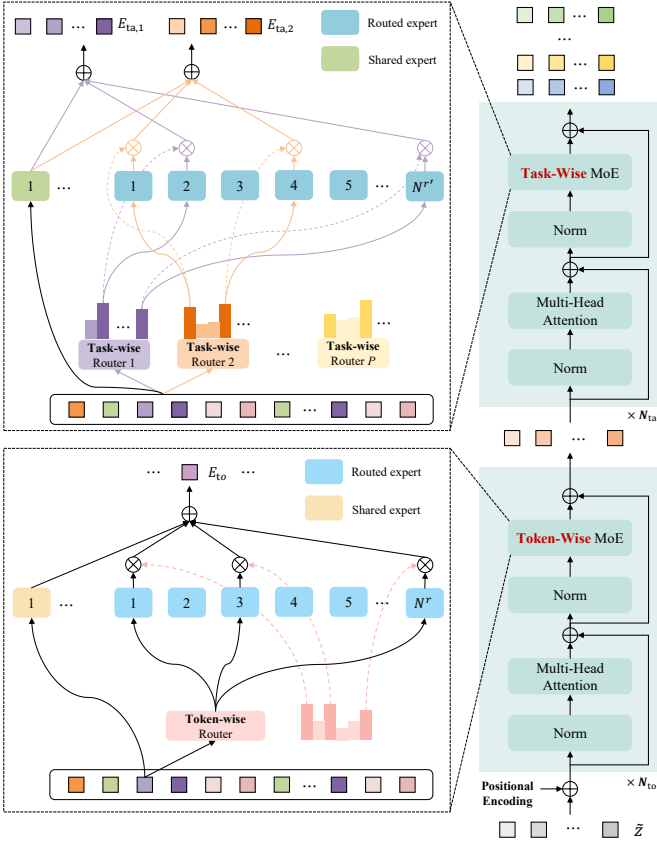 E_ta,1
E_ta,2
Routed expert
Shared expert
1 ... 1 2 3 4 5 ... N^r'
Task-wise
Router 1
Task-wise
Router 2
...
Task-wise
Router P
E_to
Routed expert
Shared expert
1 ... 1 2 3 4 5 ... N^r
Token-wise
Router
Task-Wise MoE
Norm
Multi-Head
Attention
Norm
× N_ta
Token-Wise MoE
Norm
Multi-Head
Attention
Norm
× N_to
Positional
Encoding
z̃